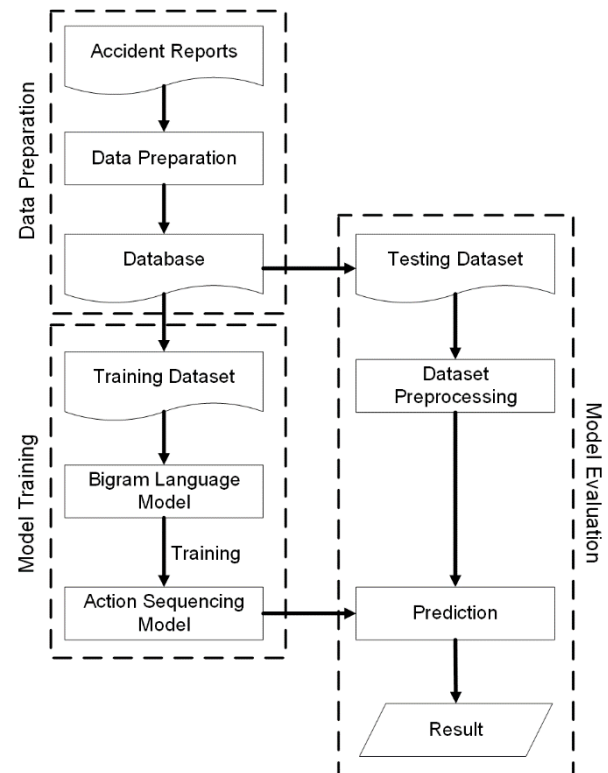 Data Preparation
Accident Reports
Data Preparation
Database
Model Training
Training Dataset
Bigram Language
Model
Training
Action Sequencing
Model
Testing Dataset
Dataset
Preprocessing
Prediction
Result
Model Evaluation